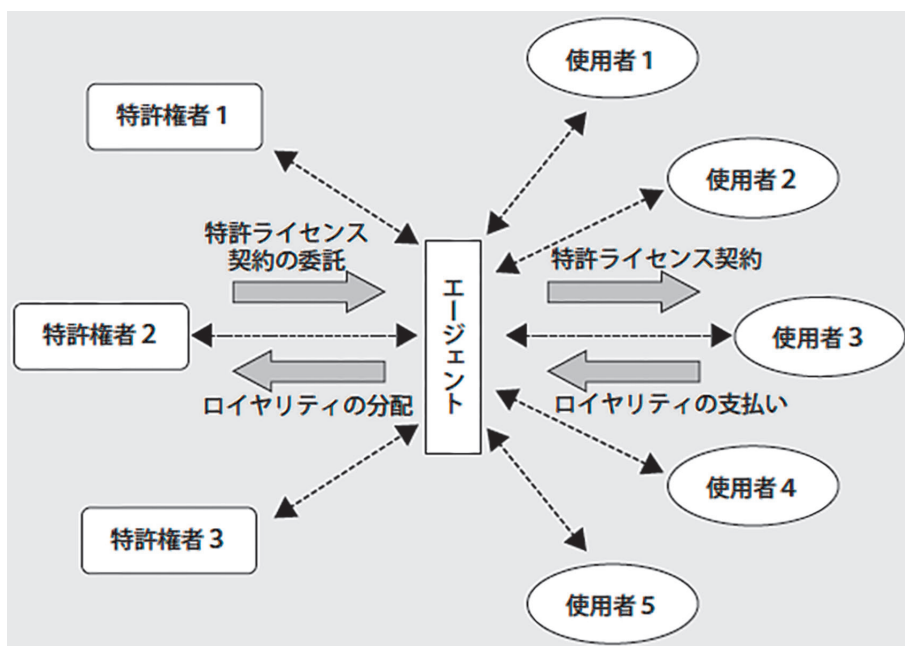 特許権者1
特許権者2
特許権者3
特許ライセンス
契約の委託
ロイヤリティの分配
エージェント
特許ライセンス契約
ロイヤリティの支払い
使用者1
使用者2
使用者3
使用者4
使用者5